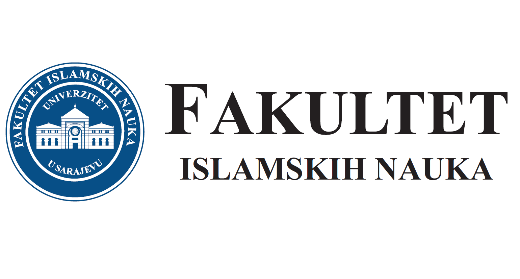 FAKULTET ISLAMSKIH NAUKA
UNIVERZITET
U SARAJEVU
FAKULTET
ISLAMSKIH NAUKA